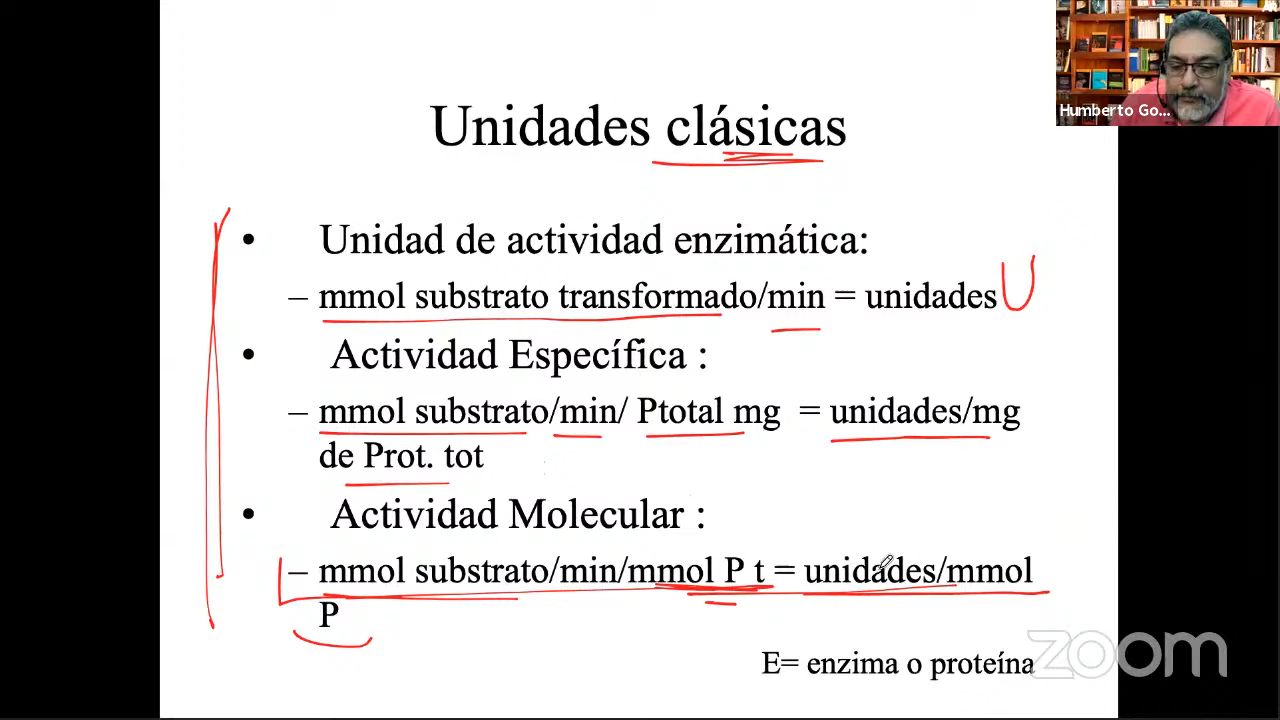 Humberto Go...
Unidades clásicas
• Unidad de actividad enzimática:
– mmol substrato transformado/min = unidades U
• Actividad Específica :
– mmol substrato/min/ Ptotal mg = unidades/mg
de Prot. tot
• Actividad Molecular :
– mmol substrato/min/mmol P t = unidades/mmol
P
E= enzima o proteína
zoom